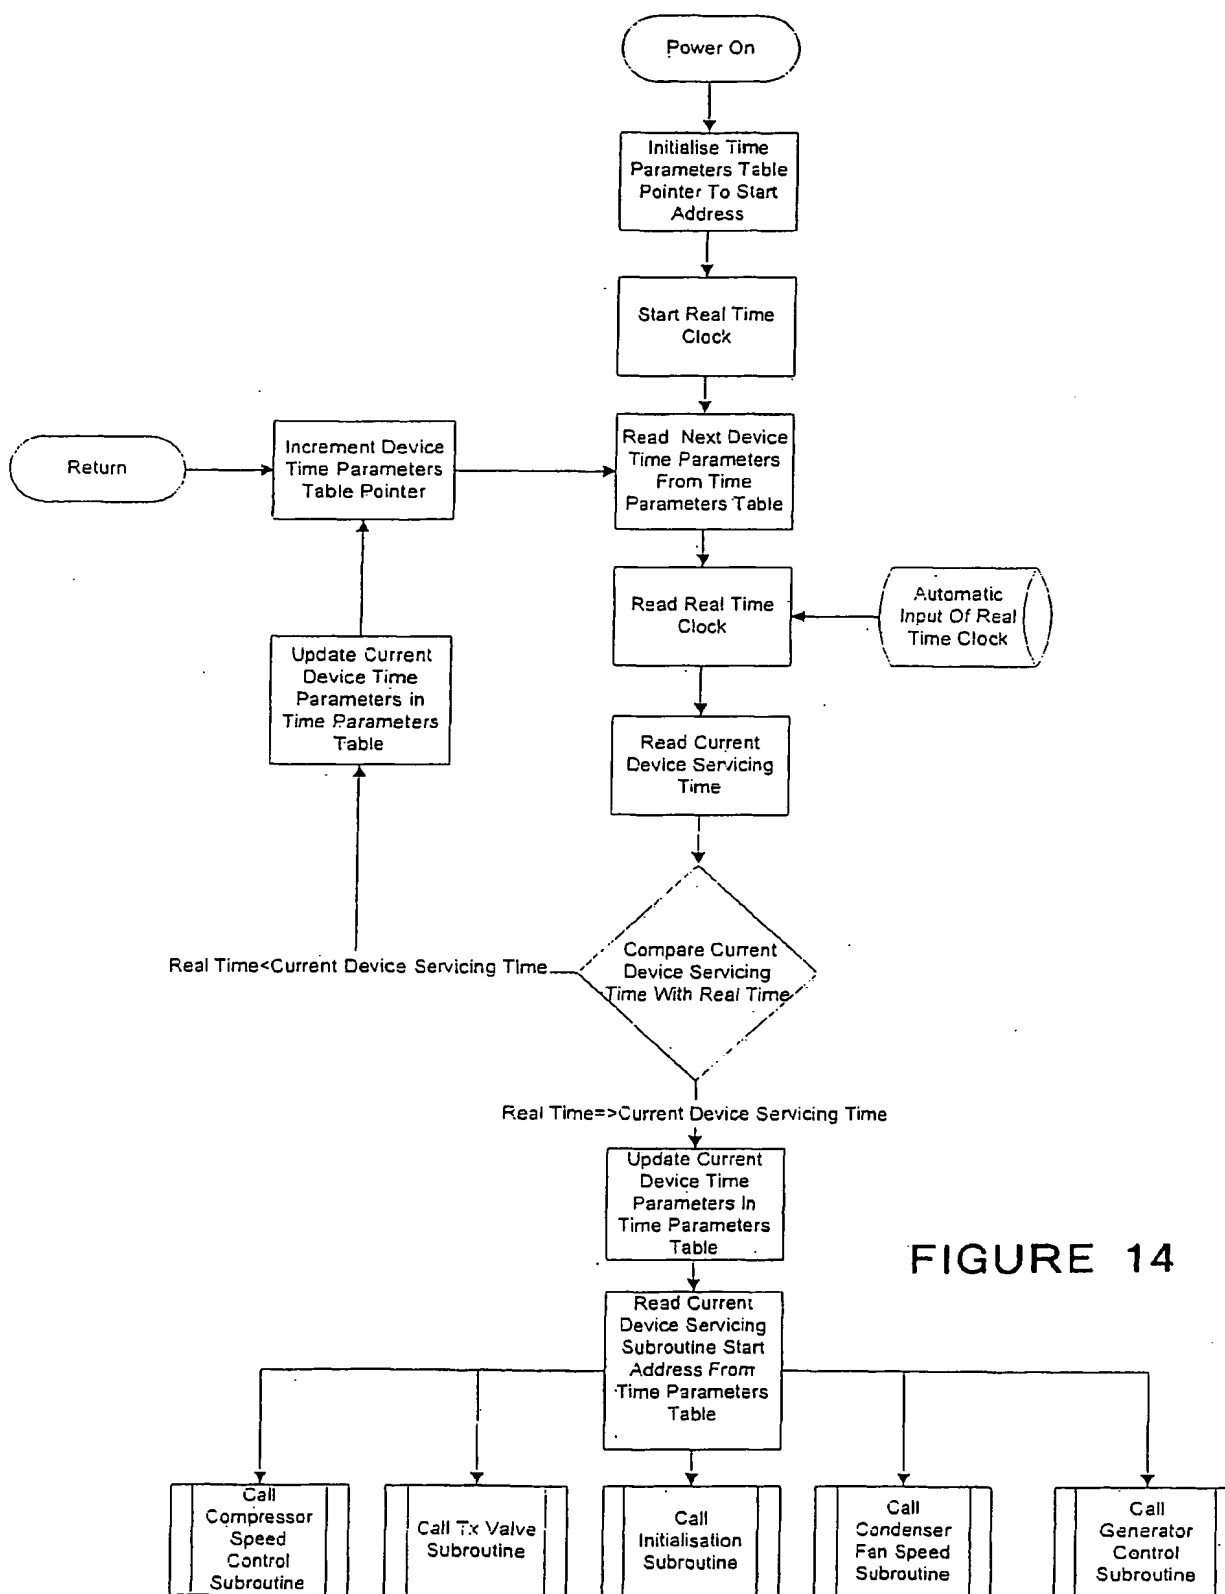 Power On
Initialise Time
Parameters Table
Pointer To Start
Address
Start Real Time
Clock
Return
Increment Device
Time Parameters
Table Pointer
Read Next Device
Time Parameters
From Time
Parameters Table
Read Real Time
Clock
Automatic
Input Of Real
Time Clock
Update Current
Device Time
Parameters in
Time Parameters
Table
Read Current
Device Servicing
Time
Compare Current
Device Servicing
Time With Real Time
Real Time<Current Device Servicing Time
Real Time=>Current Device Servicing Time
Update Current
Device Time
Parameters In
Time Parameters
Table
FIGURE 14
Read Current
Device Servicing
Subroutine Start
Address From
Time Parameters
Table
Call
Compressor
Speed
Control
Subroutine
Call Tx Valve
Subroutine
Call
Initialisation
Subroutine
Call
Condenser
Fan Speed
Subroutine
Call
Generator
Control
Subroutine